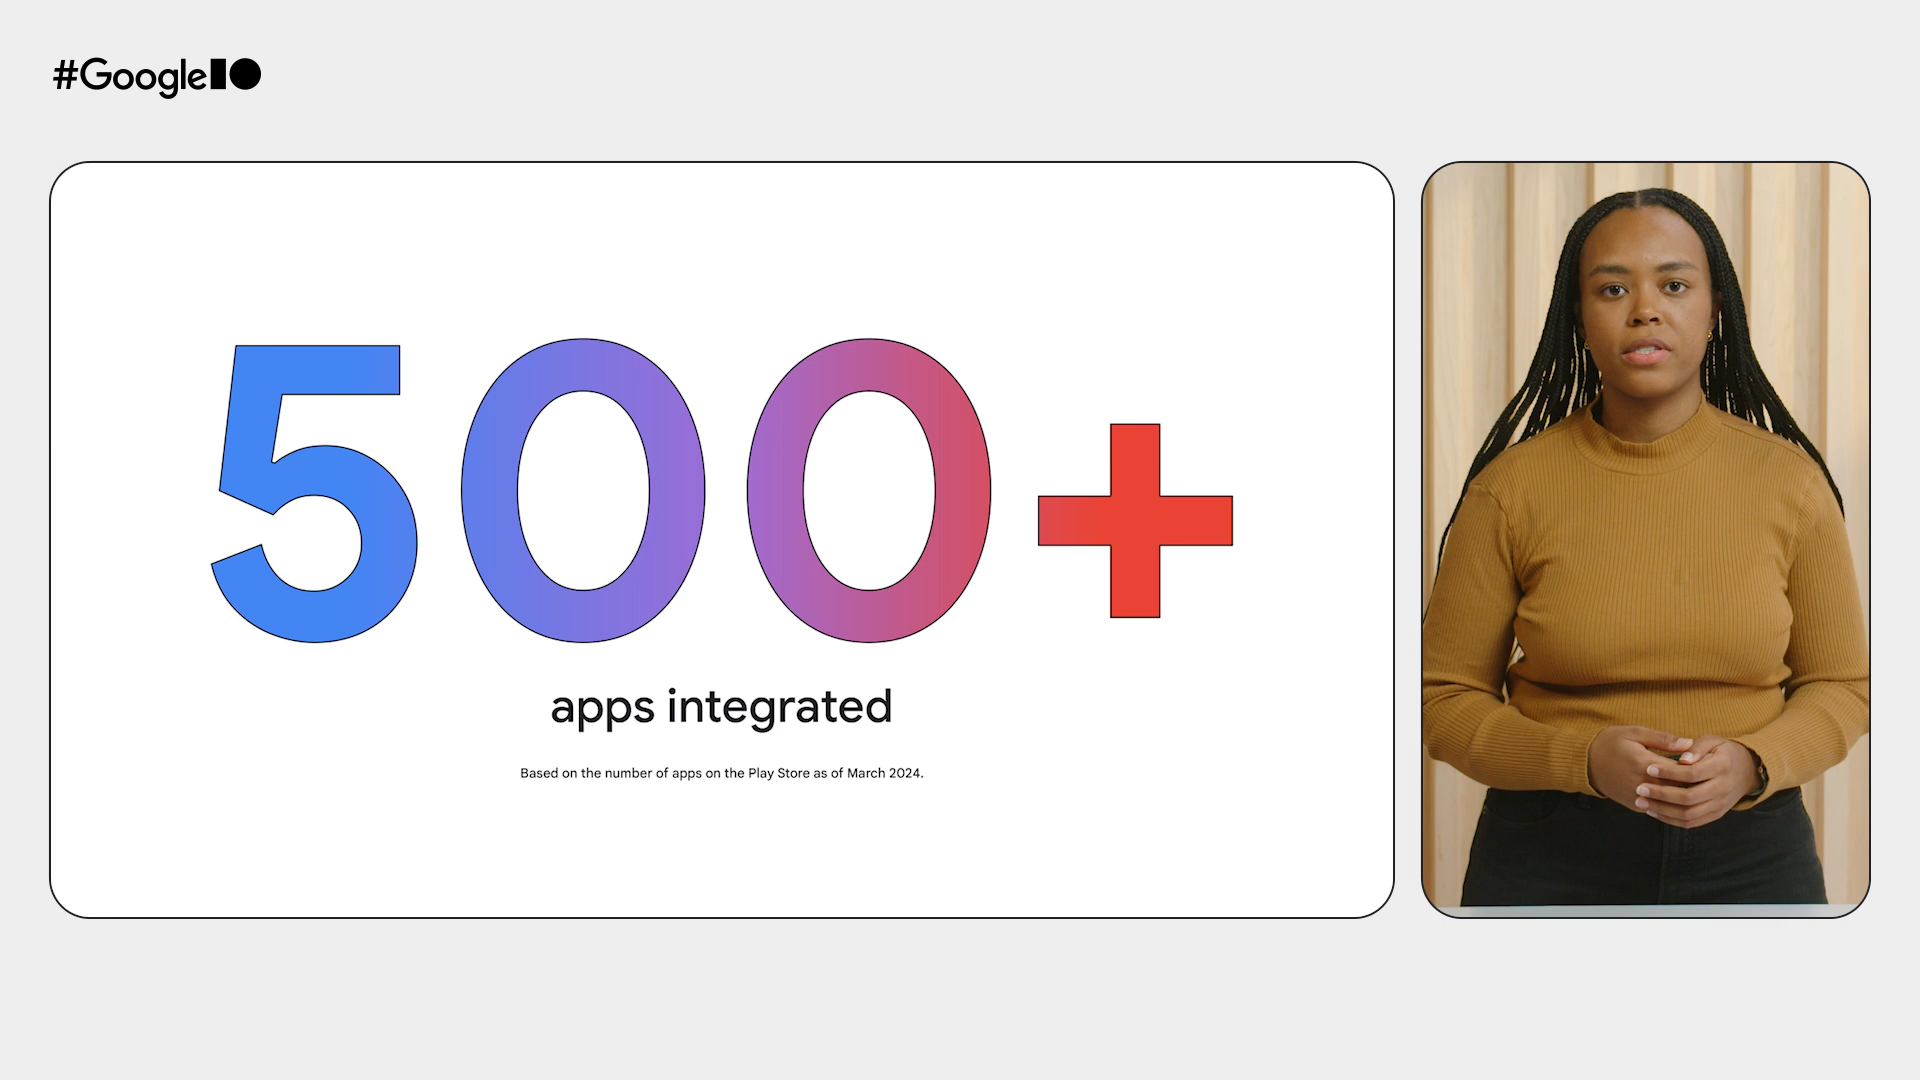 #GoogleIO
500+
apps integrated
Based on the number of apps on the Play Store as of March 2024.